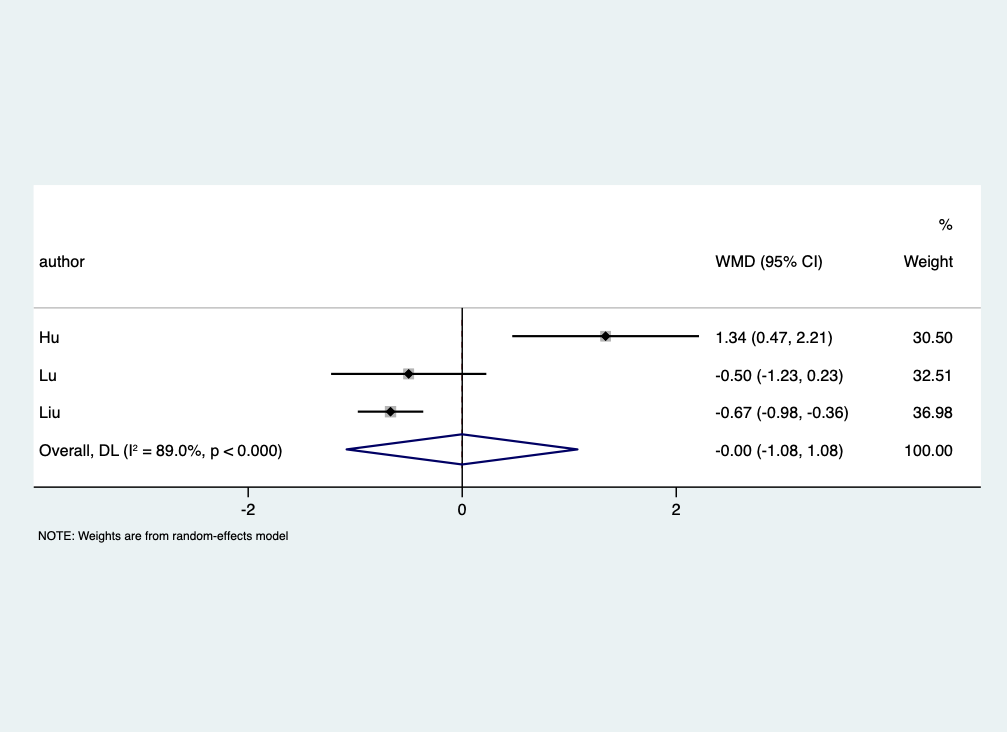 %
author WMD (95% CI) Weight
Hu 1.34 (0.47, 2.21) 30.50
Lu -0.50 (-1.23, 0.23) 32.51
Liu -0.67 (-0.98, -0.36) 36.98
Overall, DL (I² = 89.0%, p < 0.000) -0.00 (-1.08, 1.08) 100.00
-2 0 2
NOTE: Weights are from random-effects model